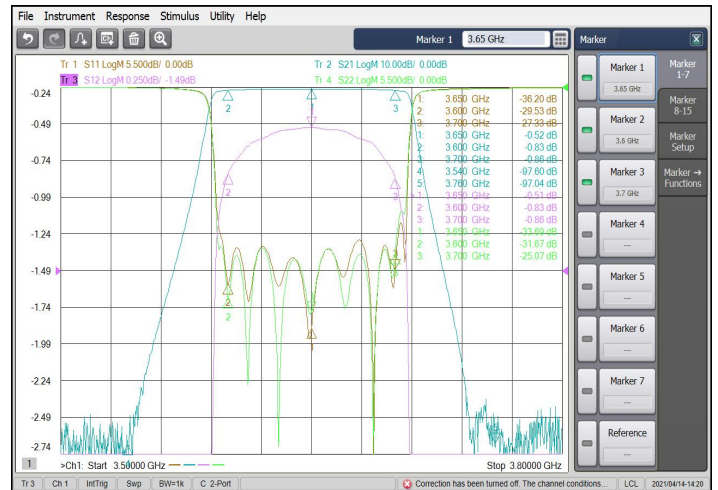 File Instrument Response Stimulus Utility Help
Marker 1 3.65 GHz
Marker
Tr 1 S11 LogM 5.500dB/ 0.00dB
Tr 2 S21 LogM 10.00dB/ 0.00dB
Tr 3 S12 LogM 0.250dB/ -1.49dB
Tr 4 S22 LogM 5.500dB/ 0.00dB
-0.24
-0.49
-0.74
-0.99
-1.24
-1.49
-1.74
-1.99
-2.24
-2.49
-2.74
1: 3.650 GHz -36.20 dB
2: 3.600 GHz -29.53 dB
3: 3.700 GHz -27.33 dB
1: 3.650 GHz -0.52 dB
2: 3.600 GHz -0.83 dB
3: 3.700 GHz -0.86 dB
4: 3.540 GHz -97.60 dB
5: 3.760 GHz -97.04 dB
1: 3.650 GHz -0.51 dB
2: 3.600 GHz -0.83 dB
3: 3.700 GHz -0.86 dB
1: 3.650 GHz -33.69 dB
2: 3.600 GHz -31.67 dB
3: 3.700 GHz -25.07 dB
2
3
2
2
2
1
>Ch1: Start 3.50000 GHz
Stop 3.80000 GHz
Marker 1
3.65 GHz
Marker 2
3.6 GHz
Marker 3
3.7 GHz
Marker 4
---
Marker 5
---
Marker 6
---
Marker 7
---
Reference
---
Marker
1-7
Marker
8-15
Marker
Setup
Marker →
Functions
Tr 3 Ch 1 IntTrig Swp BW=1k C 2-Port Correction has been turned off. The channel conditions... LCL 2021/04/14-14:20